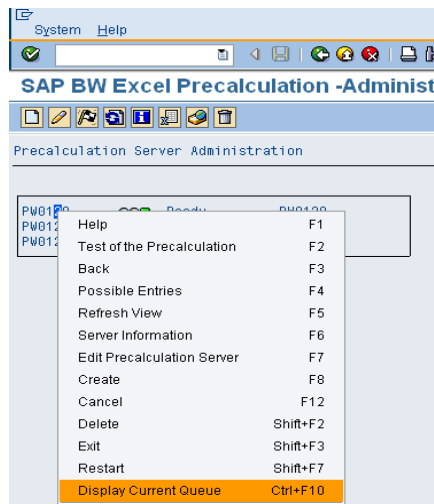 System Help
SAP BW Excel Precalculation -Administ
Precalculation Server Administration
PW0120 Ready PW0120
PW012
PW012
Help F1
Test of the Precalculation F2
Back F3
Possible Entries F4
Refresh View F5
Server Information F6
Edit Precalculation Server F7
Create F8
Cancel F12
Delete Shift+F2
Exit Shift+F3
Restart Shift+F7
Display Current Queue Ctrl+F10